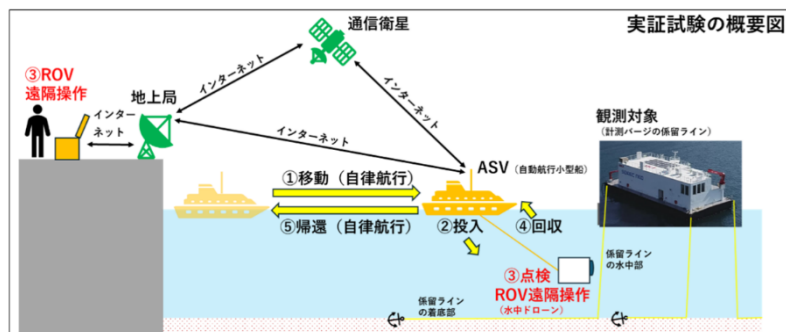 実証試験の概要図
通信衛星
③ROV
遠隔操作
地上局
インター
ネット
インターネット
インターネット
インターネット
観測対象
(計測バージの係留ライン)
ASV(自動航行小型船)
①移動(自律航行)
⑤帰還(自律航行)
②投入
④回収
係留ライン
の水中部
③点検
ROV遠隔操作
(水中ドローン)
係留ライン
の着底部